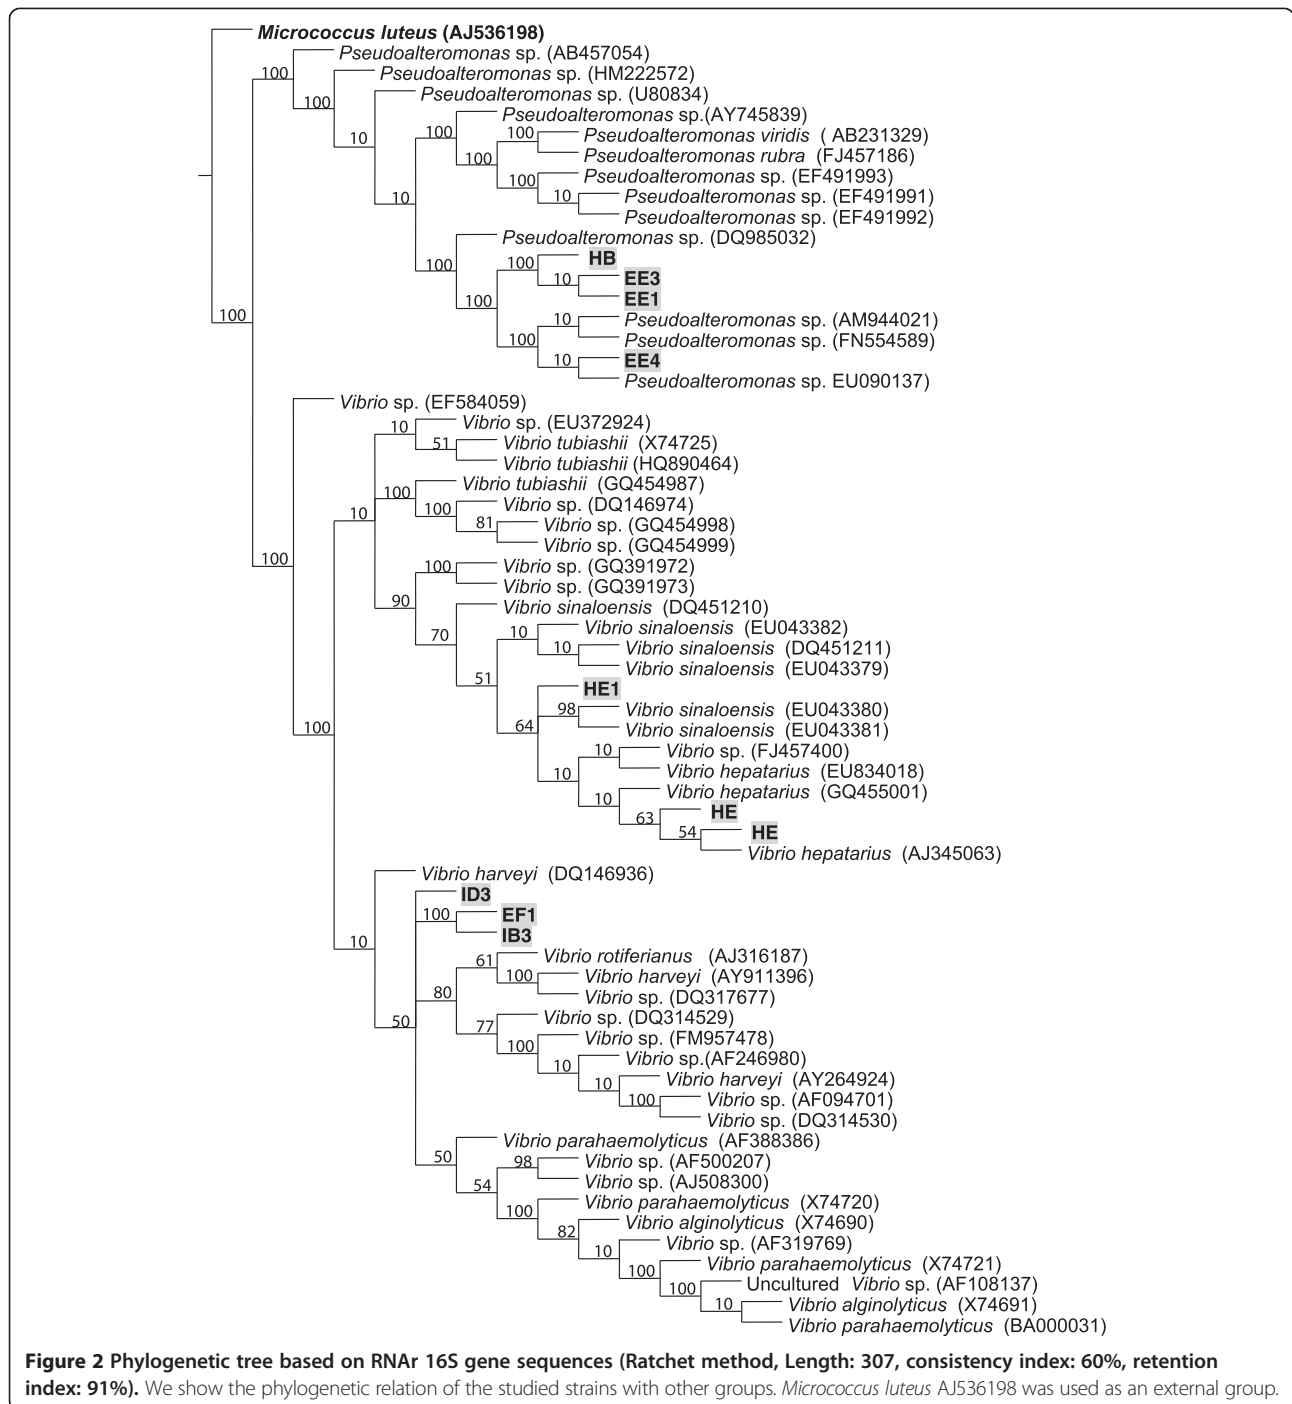 Micrococcus luteus (AJ536198)
Pseudoalteromonas sp. (AB457054)
100
Pseudoalteromonas sp. (HM222572)
100
Pseudoalteromonas sp. (U80834)
Pseudoalteromonas sp.(AY745839)
10
100
100
Pseudoalteromonas viridis ( AB231329)
Pseudoalteromonas rubra (FJ457186)
100
Pseudoalteromonas sp. (EF491993)
100
10
10
Pseudoalteromonas sp. (EF491991)
Pseudoalteromonas sp. (EF491992)
Pseudoalteromonas sp. (DQ985032)
100
100
HB
10
EE3
EE1
100
10
Pseudoalteromonas sp. (AM944021)
100
100
Pseudoalteromonas sp. (FN554589)
10
EE4
Pseudoalteromonas sp. EU090137)
Vibrio sp. (EF584059)
10
Vibrio sp. (EU372924)
51
Vibrio tubiashii (X74725)
Vibrio tubiashii (HQ890464)
100
Vibrio tubiashii (GQ454987)
100
Vibrio sp. (DQ146974)
10
81
Vibrio sp. (GQ454998)
Vibrio sp. (GQ454999)
100
100
Vibrio sp. (GQ391972)
Vibrio sp. (GQ391973)
90
Vibrio sinaloensis (DQ451210)
70
10
Vibrio sinaloensis (EU043382)
10
Vibrio sinaloensis (DQ451211)
Vibrio sinaloensis (EU043379)
51
HE1
100
64
98
Vibrio sinaloensis (EU043380)
Vibrio sinaloensis (EU043381)
10
Vibrio sp. (FJ457400)
10
Vibrio hepatarius (EU834018)
10
Vibrio hepatarius (GQ455001)
63
HE
54
HE
Vibrio hepatarius (AJ345063)
Vibrio harveyi (DQ146936)
ID3
10
100
EF1
IB3
61
Vibrio rotiferianus (AJ316187)
100
Vibrio harveyi (AY911396)
80
Vibrio sp. (DQ317677)
50
77
Vibrio sp. (DQ314529)
100
Vibrio sp. (FM957478)
10
Vibrio sp.(AF246980)
10
Vibrio harveyi (AY264924)
100
Vibrio sp. (AF094701)
Vibrio sp. (DQ314530)
50
Vibrio parahaemolyticus (AF388386)
98
Vibrio sp. (AF500207)
54
Vibrio sp. (AJ508300)
100
Vibrio parahaemolyticus (X74720)
82
Vibrio alginolyticus (X74690)
10
Vibrio sp. (AF319769)
100
Vibrio parahaemolyticus (X74721)
100
Uncultured Vibrio sp. (AF108137)
10
Vibrio alginolyticus (X74691)
Vibrio parahaemolyticus (BA000031)
Figure 2 Phylogenetic tree based on RNAr 16S gene sequences (Ratchet method, Length: 307, consistency index: 60%, retention
index: 91%). We show the phylogenetic relation of the studied strains with other groups. Micrococcus luteus AJ536198 was used as an external group.